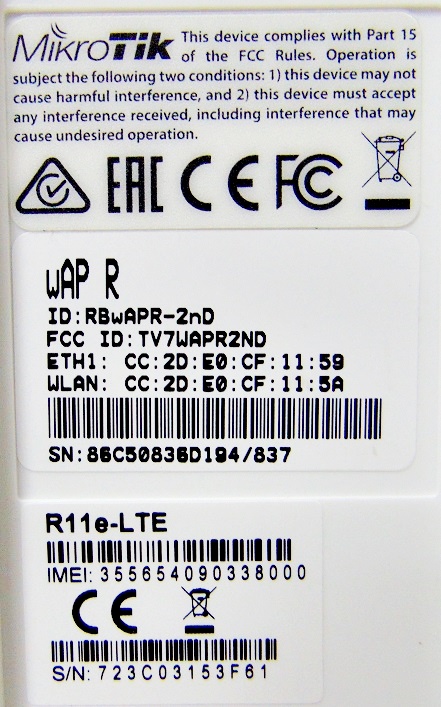 MikroTik This device complies with Part 15
of the FCC Rules. Operation is
subject the following two conditions: 1) this device may not
cause harmful interference, and 2) this device must accept
any interference received, including interference that may
cause undesired operation.
EAC CE FC
wAP R
ID:RBwAPR-2nD
FCC ID:TV7WAPR2ND
ETH1: CC:2D:E0:CF:11:59
WLAN: CC:2D:E0:CF:11:5A
SN:86C50836D194/837
R11e-LTE
IMEI: 355654090338000
CE
S/N: 723C03153F61